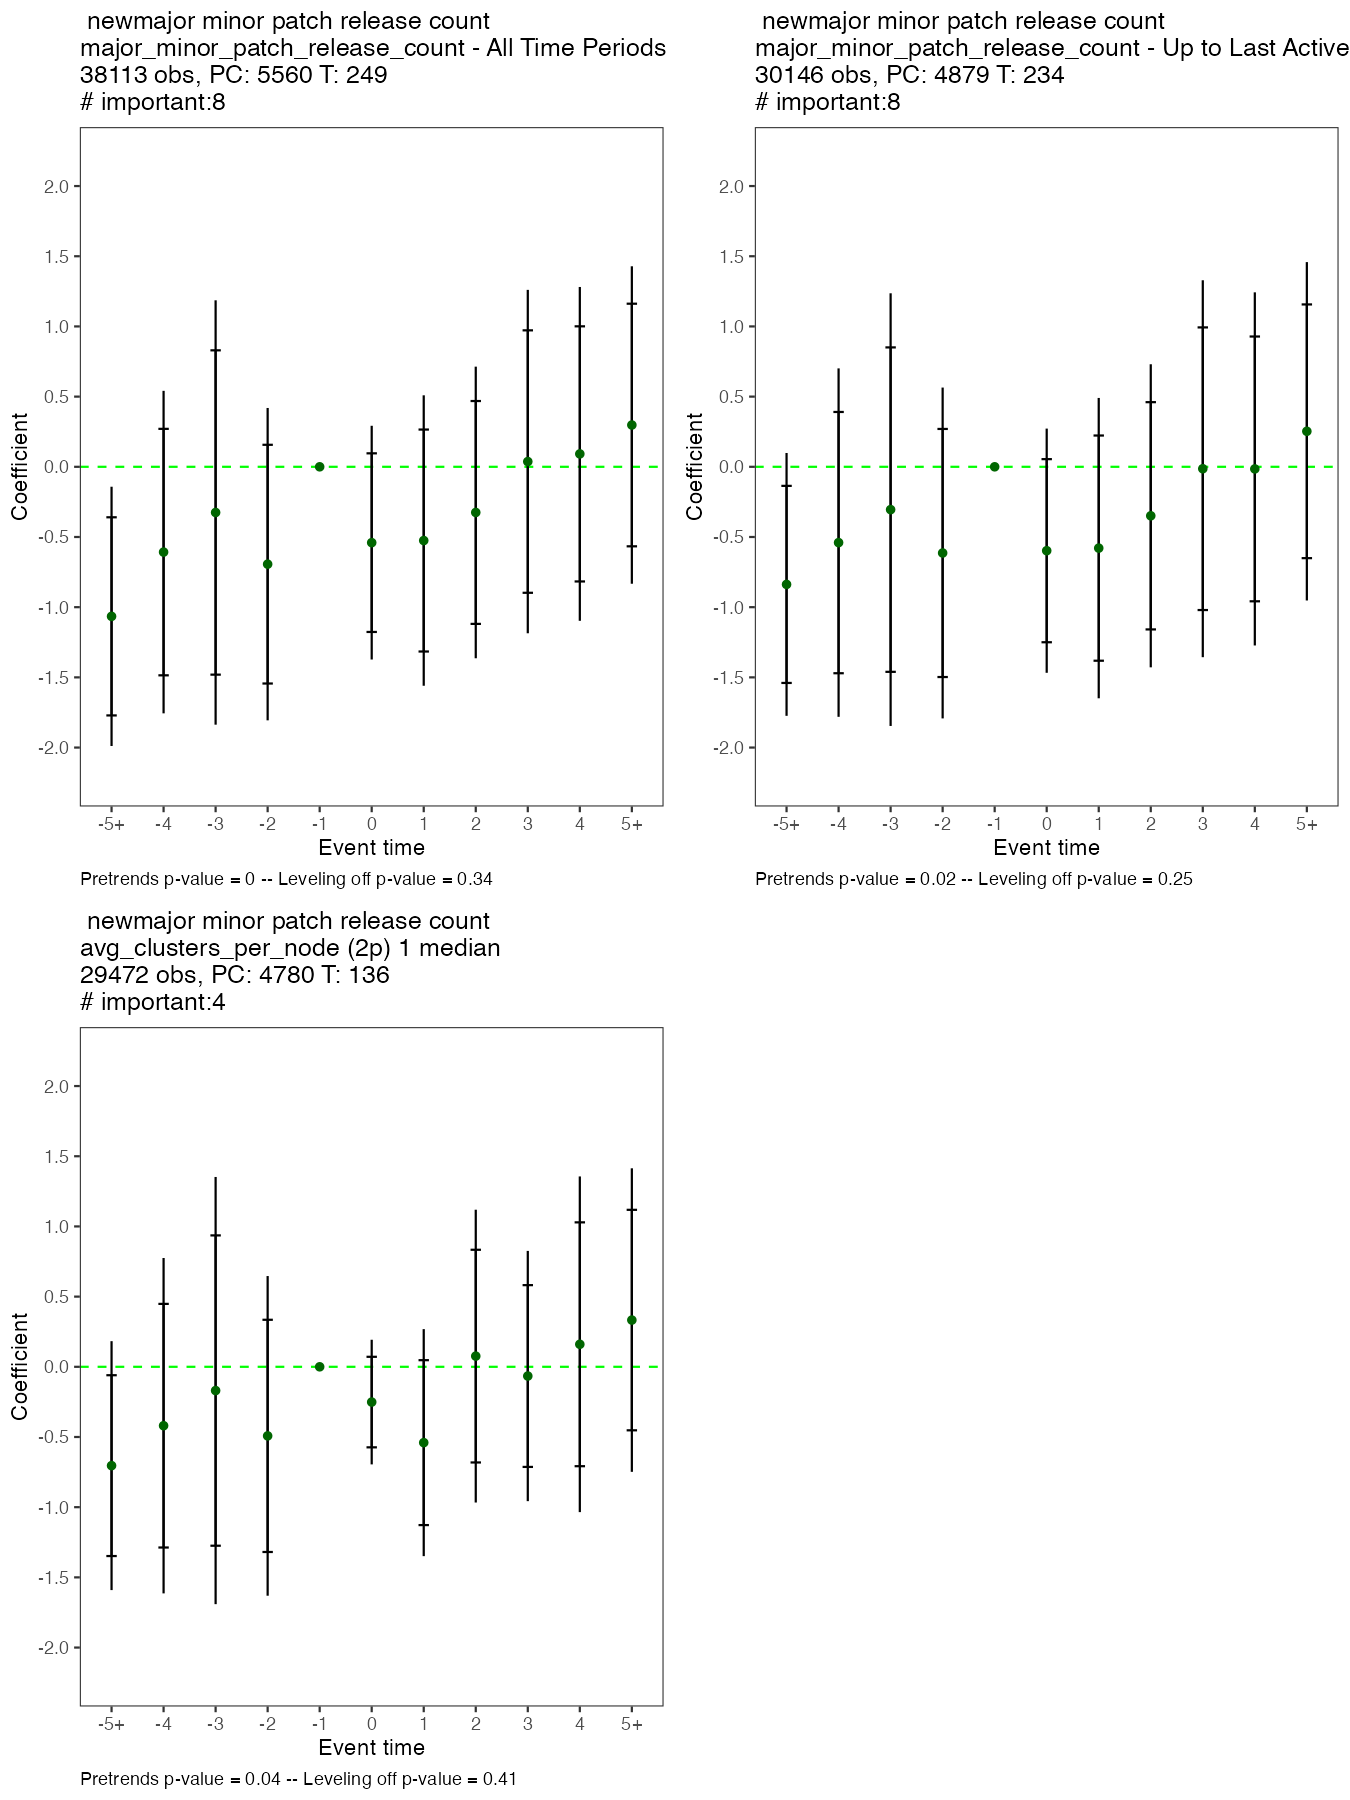 newmajor minor patch release count
major_minor_patch_release_count - All Time Periods
38113 obs, PC: 5560 T: 249
# important:8
2.0
1.5
1.0
0.5
0.0
-0.5
-1.0
-1.5
-2.0
Coefficient
-5+ -4 -3 -2 -1 0 1 2 3 4 5+
Event time
Pretrends p-value = 0 -- Leveling off p-value = 0.34
newmajor minor patch release count
major_minor_patch_release_count - Up to Last Active
30146 obs, PC: 4879 T: 234
# important:8
2.0
1.5
1.0
0.5
0.0
-0.5
-1.0
-1.5
-2.0
Coefficient
-5+ -4 -3 -2 -1 0 1 2 3 4 5+
Event time
Pretrends p-value = 0.02 -- Leveling off p-value = 0.25
newmajor minor patch release count
avg_clusters_per_node (2p) 1 median
29472 obs, PC: 4780 T: 136
# important:4
2.0
1.5
1.0
0.5
0.0
-0.5
-1.0
-1.5
-2.0
Coefficient
-5+ -4 -3 -2 -1 0 1 2 3 4 5+
Event time
Pretrends p-value = 0.04 -- Leveling off p-value = 0.41